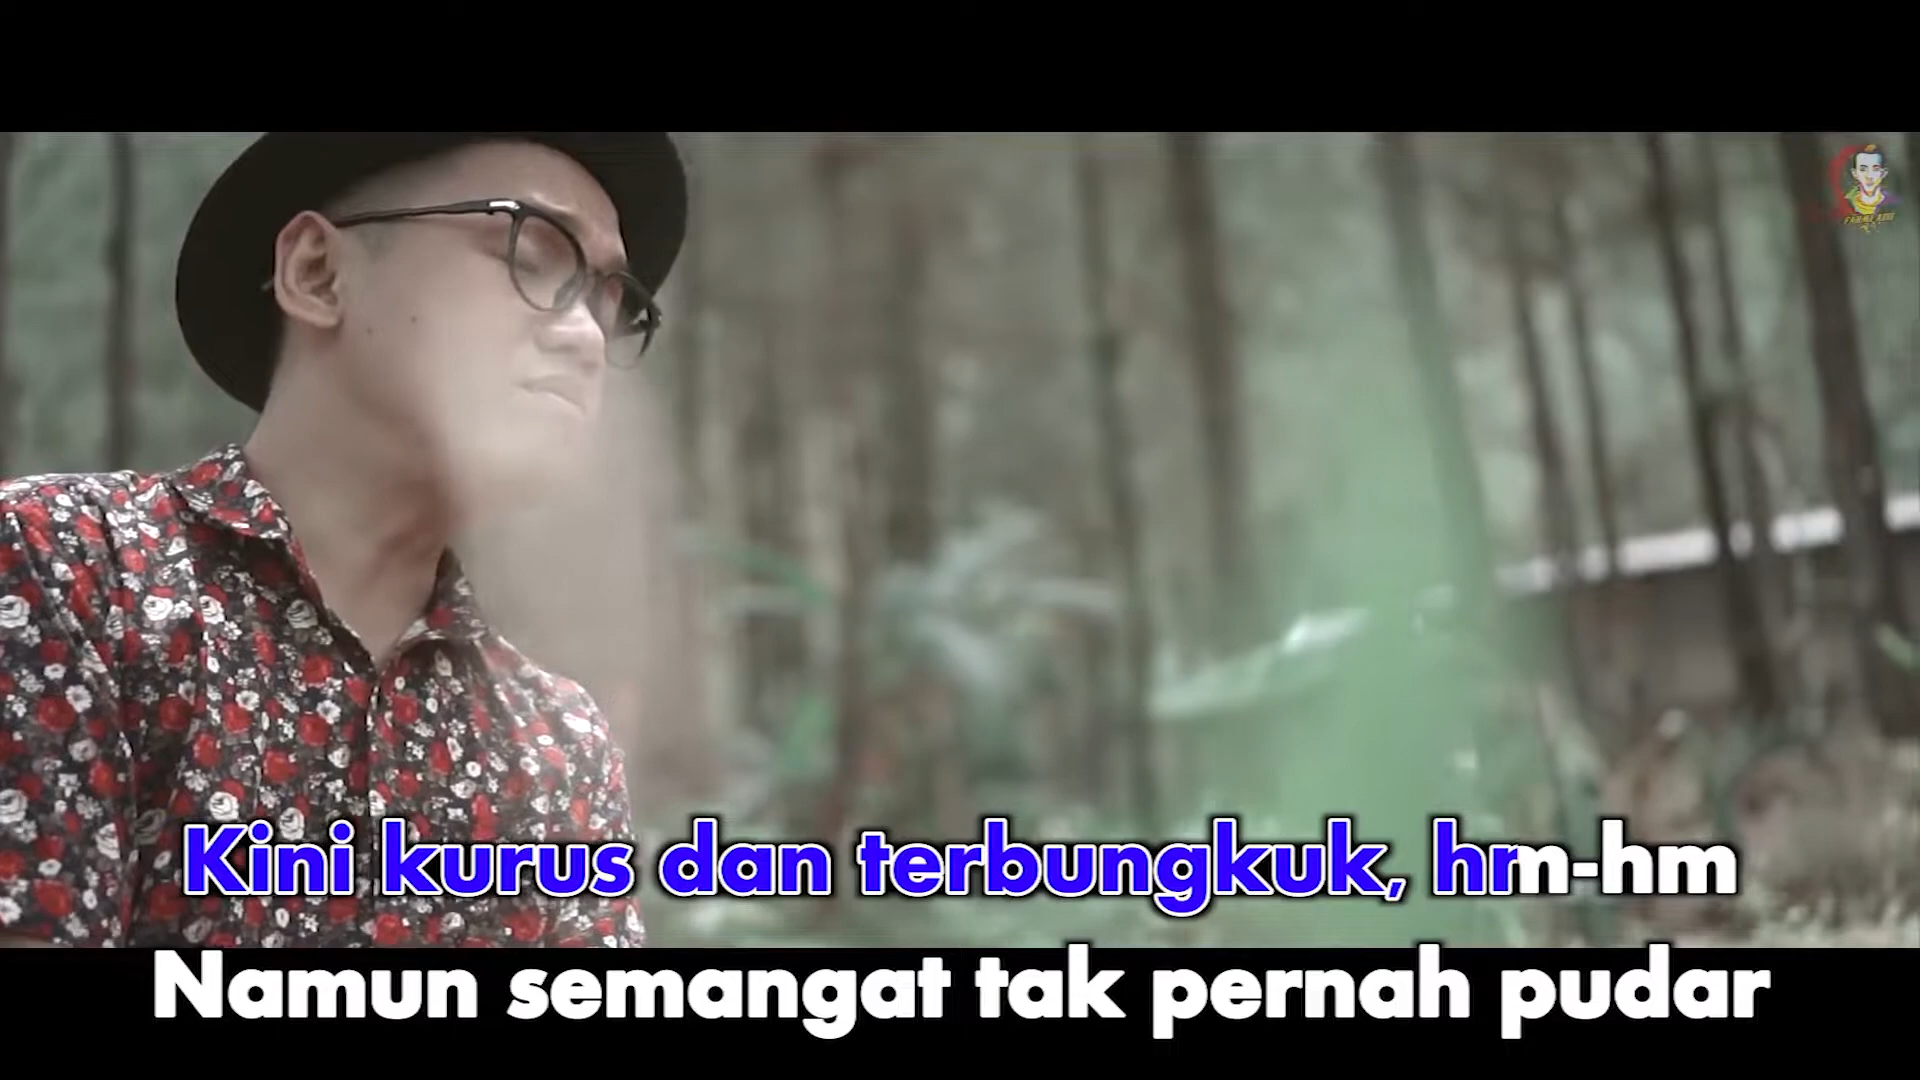 Kini kurus dan terbungkuk, hm-hm
Namun semangat tak pernah pudar